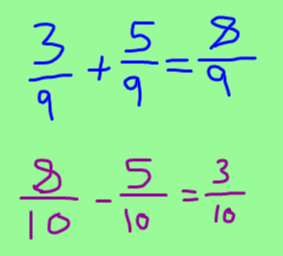 3/9 + 5/9 = 8/9
8/10 - 5/10 = 3/10